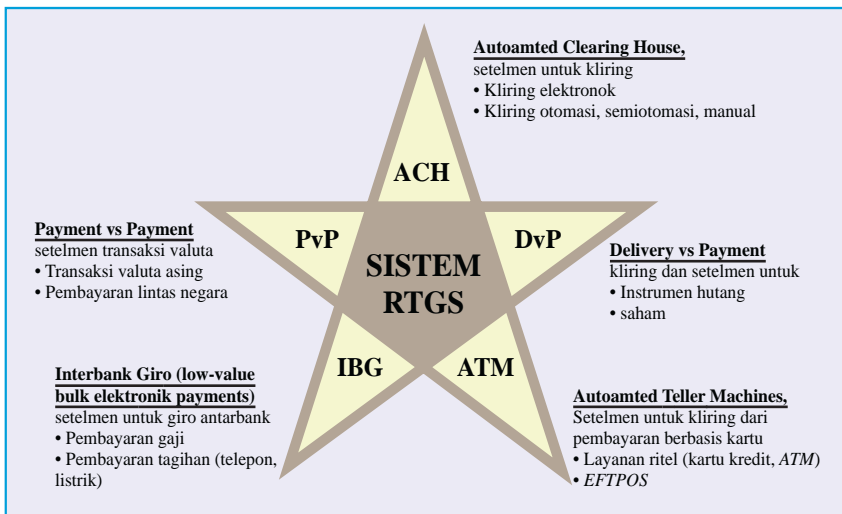 Autoamted Clearing House,
setelmen untuk kliring
• Kliring elektronok
• Kliring otomasi, semiotomasi, manual
ACH
Payment vs Payment
setelmen transaksi valuta
• Transaksi valuta asing
• Pembayaran lintas negara
PvP
DvP
Delivery vs Payment
kliring dan setelmen untuk
• Instrumen hutang
• saham
SISTEM
RTGS
Interbank Giro (low-value
bulk elektronik payments)
setelmen untuk giro antarbank
• Pembayaran gaji
• Pembayaran tagihan (telepon,
listrik)
IBG
ATM
Autoamted Teller Machines,
Setelmen untuk kliring dari
pembayaran berbasis kartu
• Layanan ritel (kartu kredit, ATM)
• EFTPOS